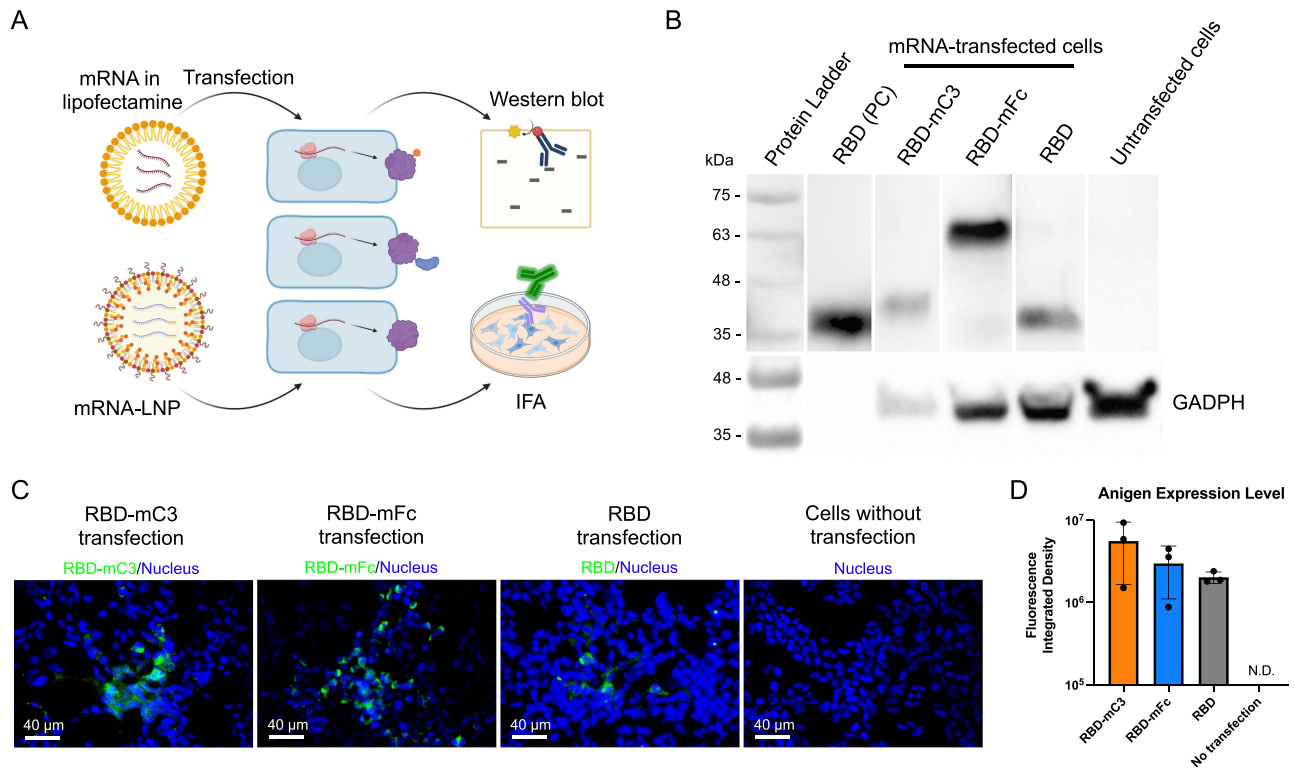 A
mRNA in
lipofectamine
Transfection
Western blot
mRNA-LNP
IFA
B
mRNA-transfected cells
Protein Ladder
RBD (PC)
RBD-mC3
RBD-mFc
RBD
Untransfected cells
kDa
75 -
63 -
48 -
35 -
48 -
35 -
GADPH
C
RBD-mC3
transfection
RBD-mC3/Nucleus
40 µm
RBD-mFc
transfection
RBD-mFc/Nucleus
40 µm
RBD
transfection
RBD/Nucleus
40 µm
Cells without
transfection
Nucleus
40 µm
D
Anigen Expression Level
Fluorescence
Integrated Density
10⁷
10⁶
10⁵
N.D.
RBD-mC3
RBD-mFc
RBD
No transfection